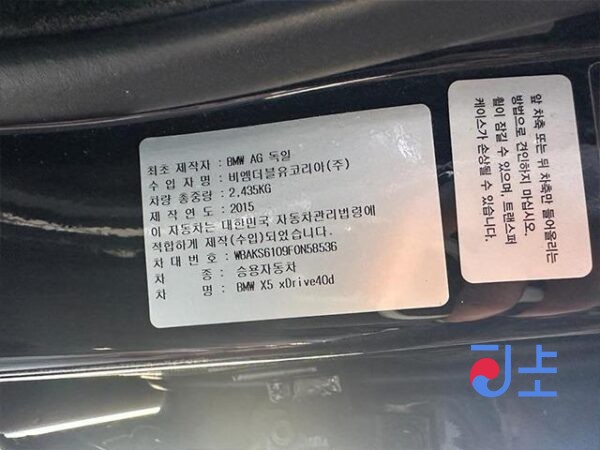 최초 제작자 : BMW AG 독일
수 입 자 명 : 비엠더블유코리아(주)
차량 총중량 : 2,435KG
제 작 연 도 : 2015
이 자동차는 대한민국 자동차관리법령에
적합하게 제작(수입)되었습니다.
차 대 번 호 : WBAKS6109F0N58536
차 종 : 승용자동차
차 명 : BMW X5 xDrive40d
앞 차축 또는 뒤 차축만 들어올리는
방법으로 견인하지 마십시오.
휠이 잠길 수 있으며, 트랜스퍼
케이스가 손상될 수 있습니다.